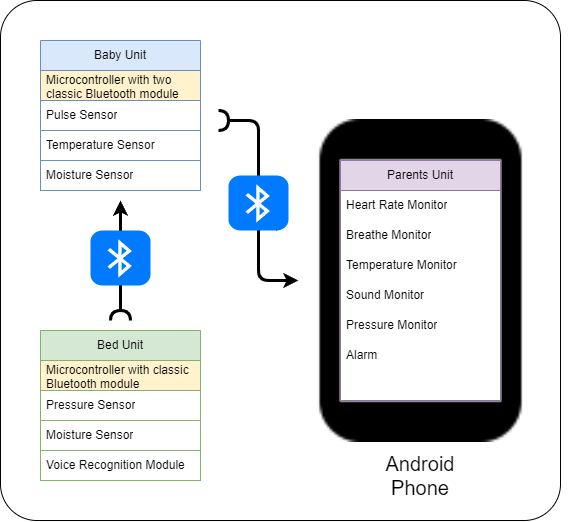 Baby Unit
Microcontroller with two
classic Bluetooth module
Pulse Sensor
Temperature Sensor
Moisture Sensor
Bed Unit
Microcontroller with classic
Bluetooth module
Pressure Sensor
Moisture Sensor
Voice Recognition Module
Parents Unit
Heart Rate Monitor
Breathe Monitor
Temperature Monitor
Sound Monitor
Pressure Monitor
Alarm
Android
Phone